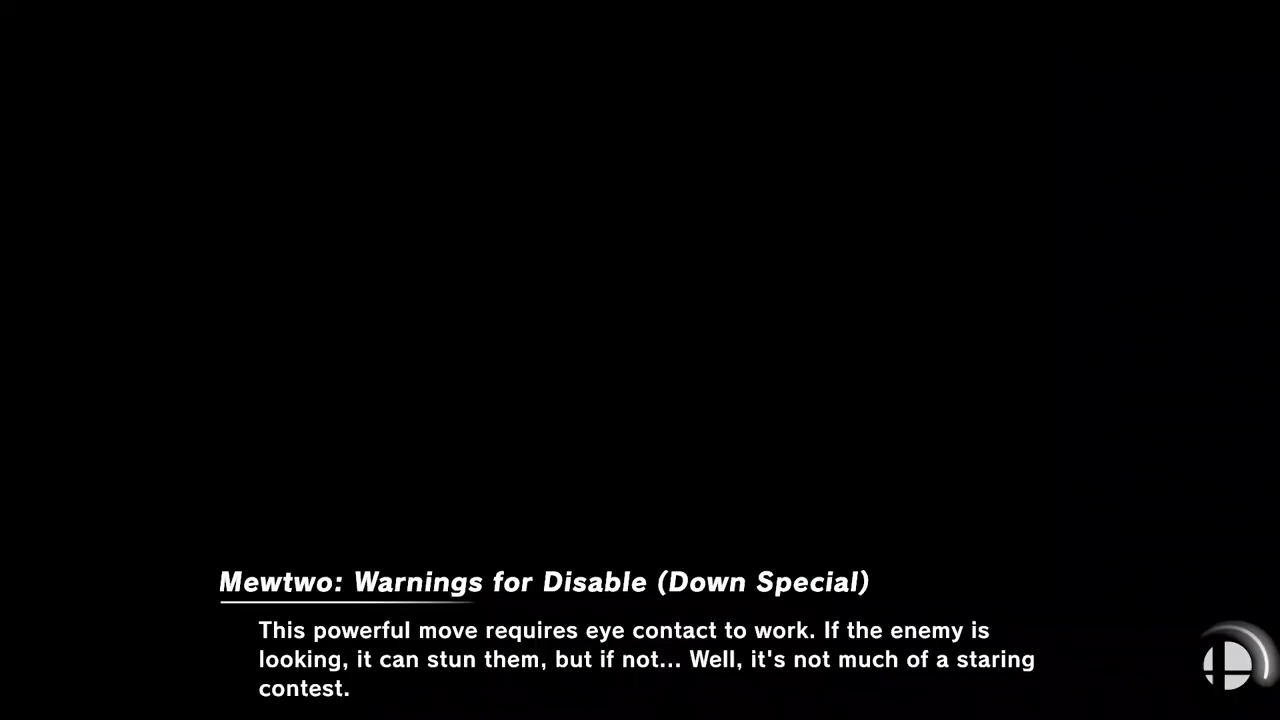 Mewtwo: Warnings for Disable (Down Special)
This powerful move requires eye contact to work. If the enemy is
looking, it can stun them, but if not... Well, it's not much of a staring
contest.